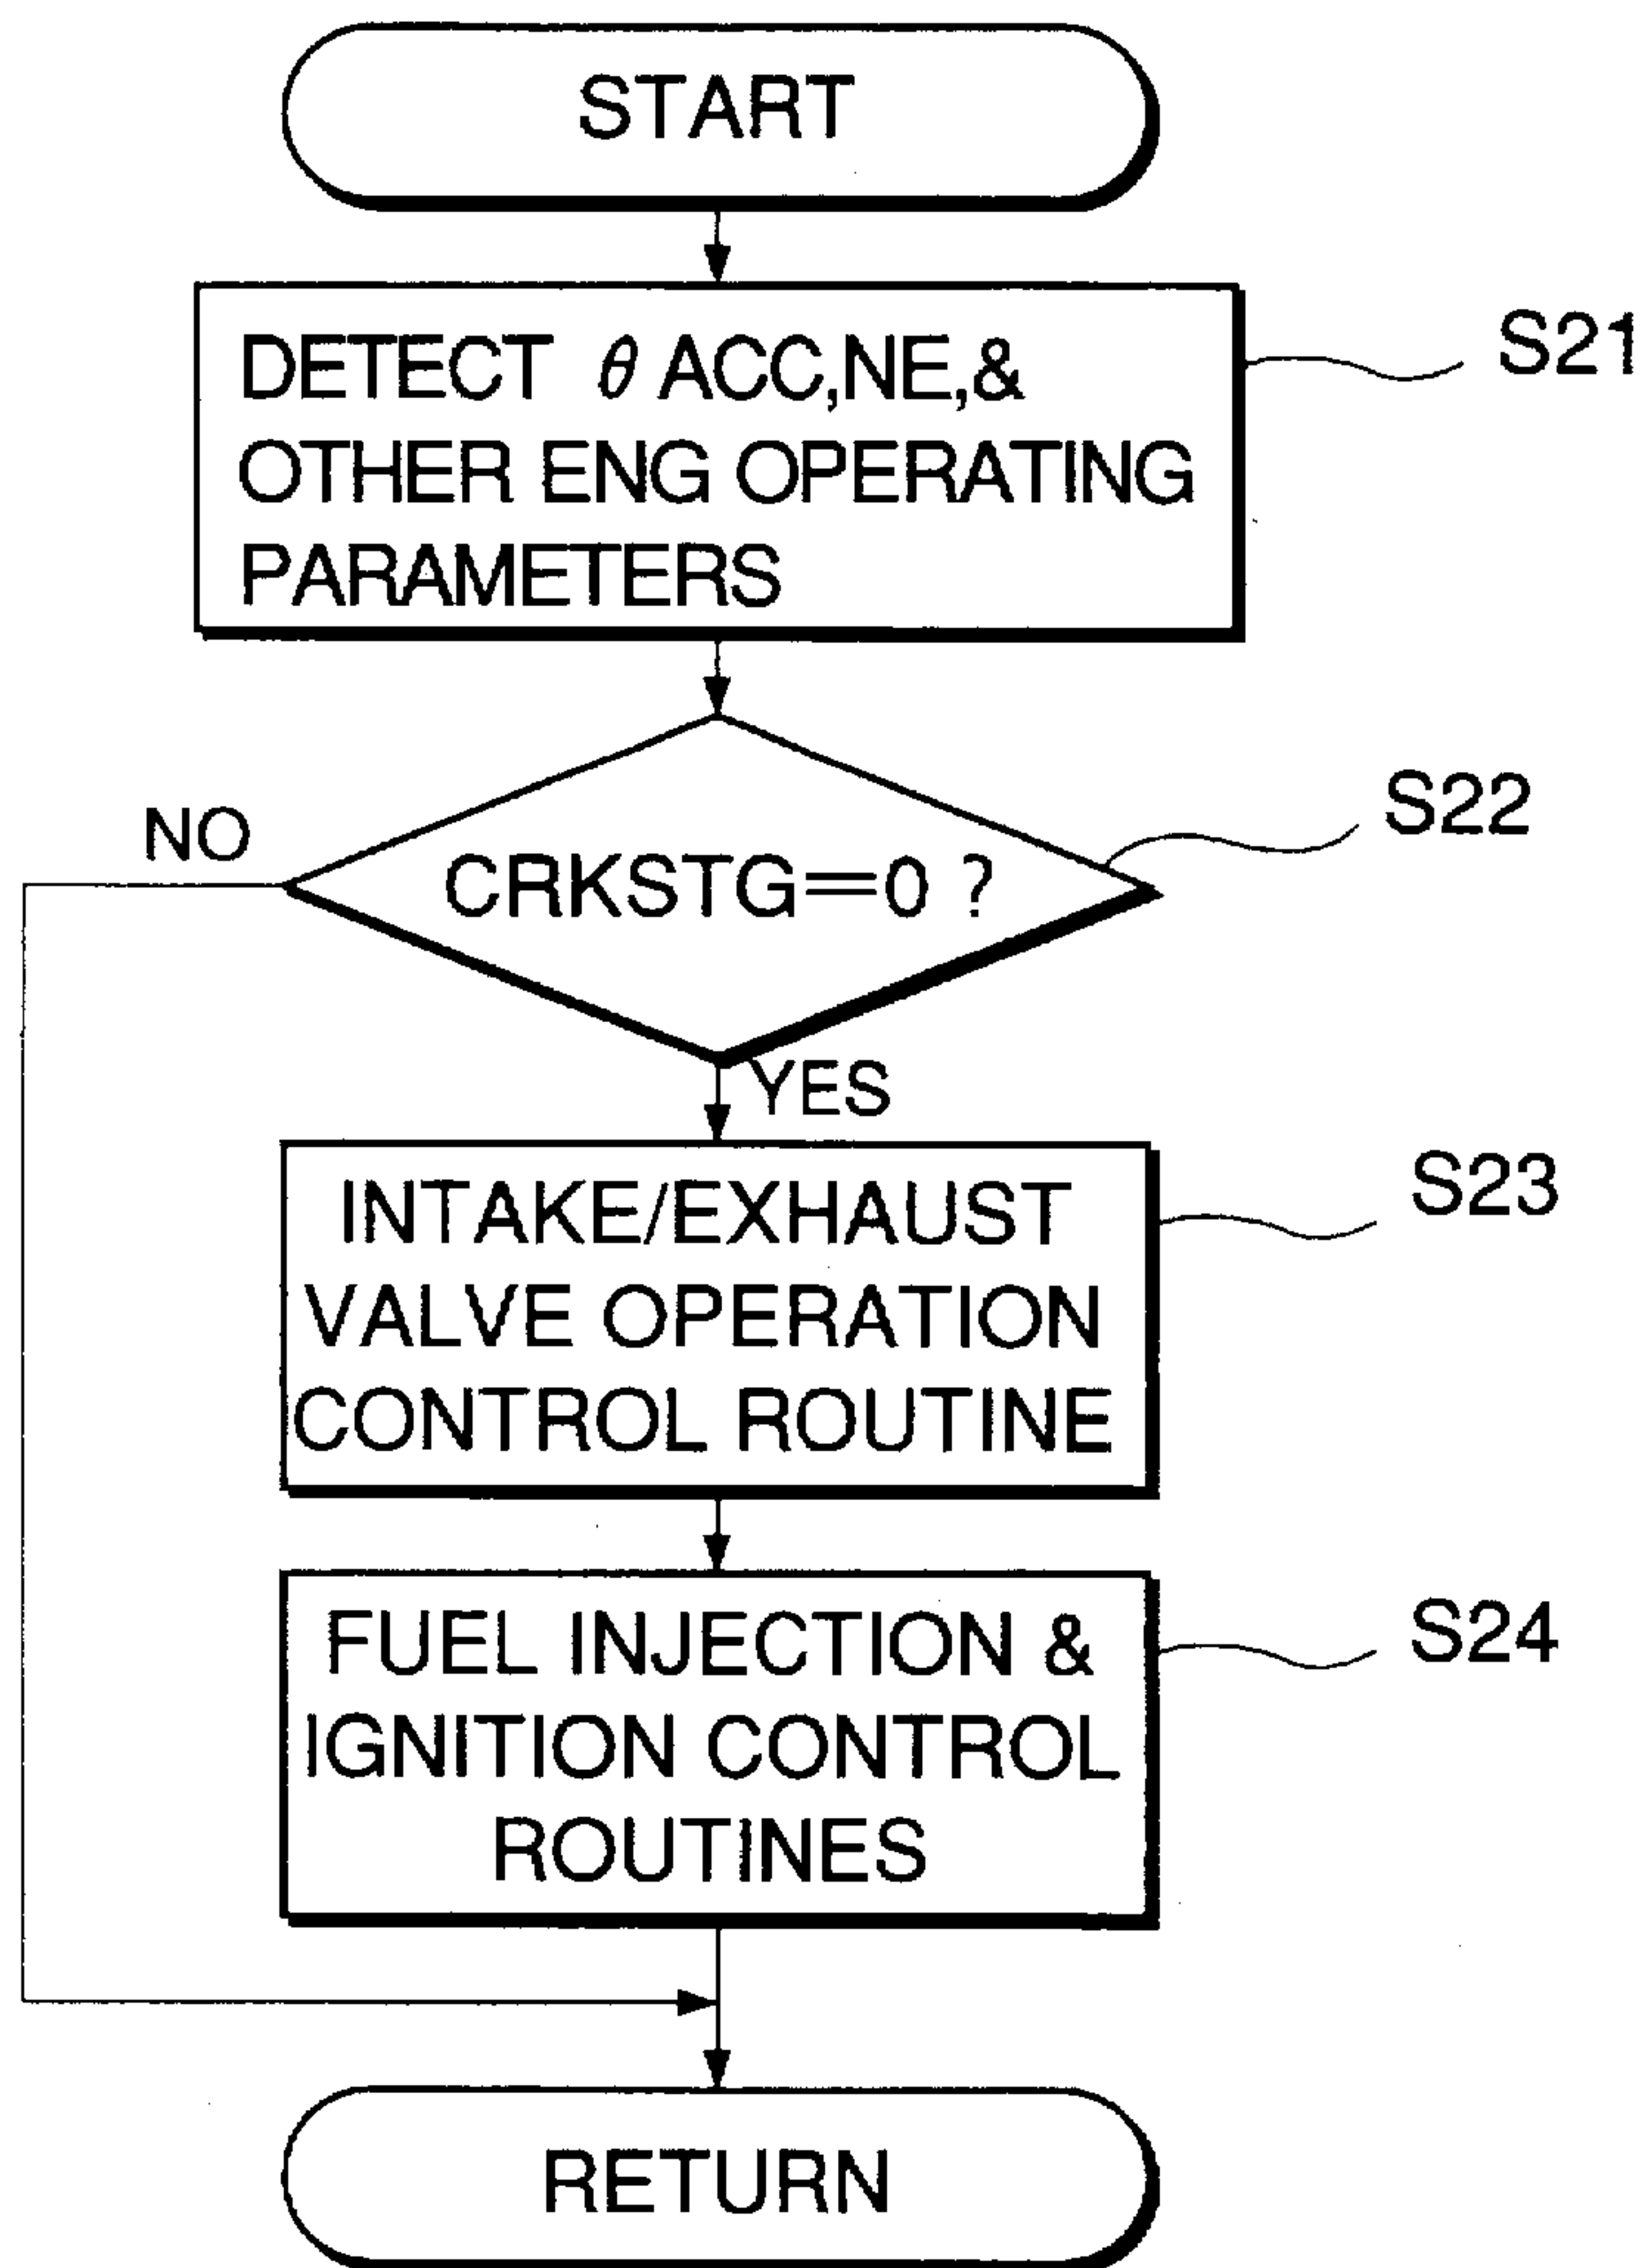 START
DETECT θ ACC,NE,&
OTHER ENG OPERATING
PARAMETERS
S21
NO
CRKSTG=0 ?
S22
YES
INTAKE/EXHAUST
VALVE OPERATION
CONTROL ROUTINE
S23
FUEL INJECTION &
IGNITION CONTROL
ROUTINES
S24
RETURN